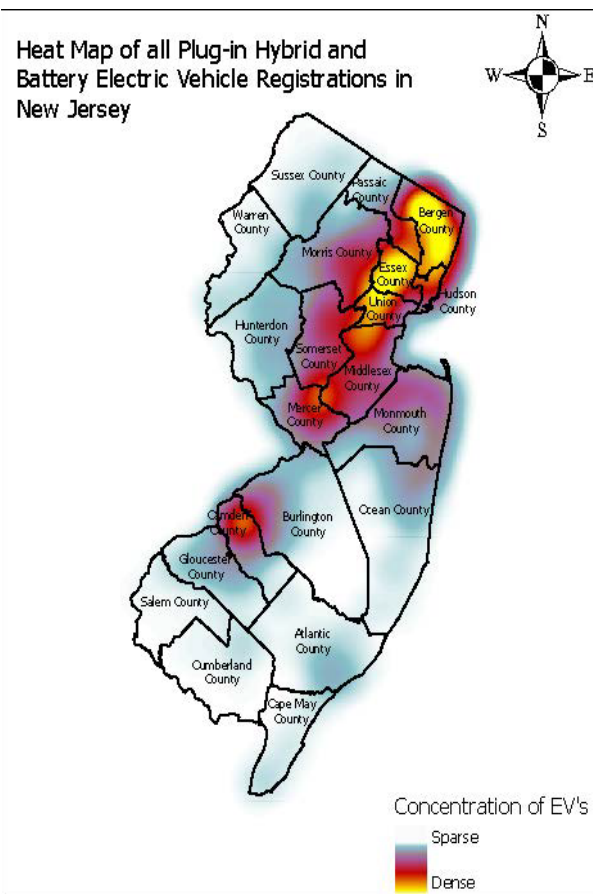 N
W
E
S
Heat Map of all Plug-in Hybrid and
Battery Electric Vehicle Registrations in
New Jersey
Sussex County
Passaic
County
Bergen
County
Warren
County
Morris County
Essex
County
Hudson
County
Union
County
Hunterdon
County
Somerset
County
Middlesex
County
Mercer
County
Monmouth
County
Ocean County
Camden
County
Burlington
County
Gloucester
County
Salem County
Atlantic
County
Cumberland
County
Cape May
County
Concentration of EV's
Sparse
Dense